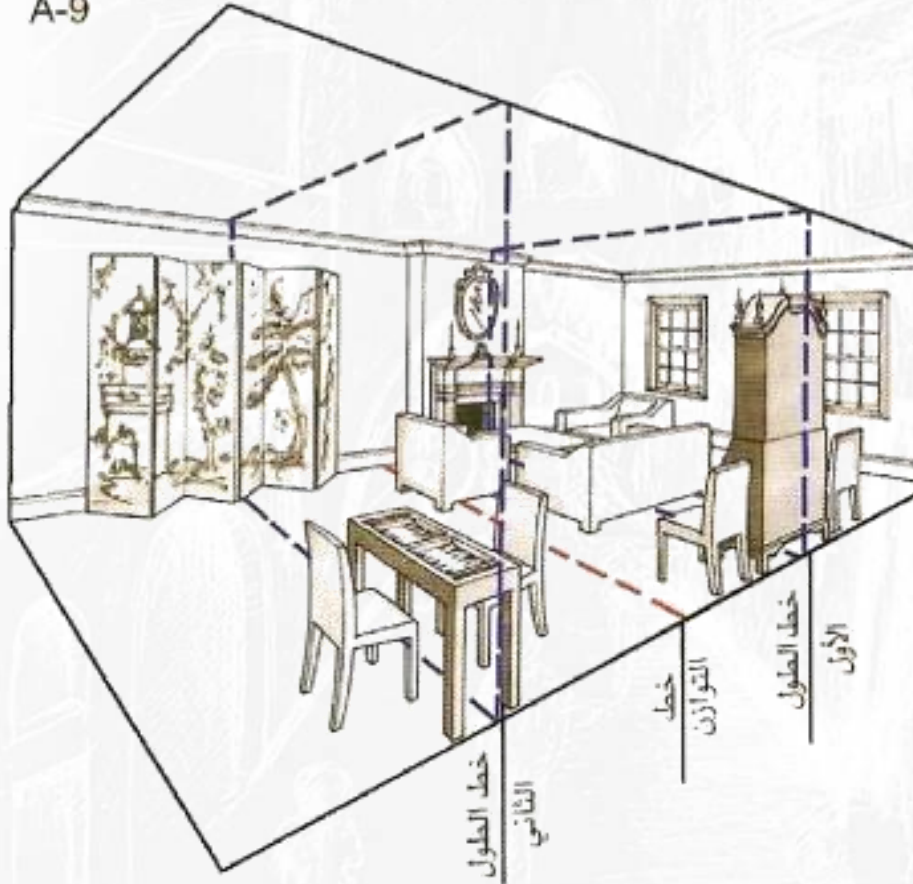 A-9
خط الطول
الثاني
خط
التوازن
خط الطول
الأول